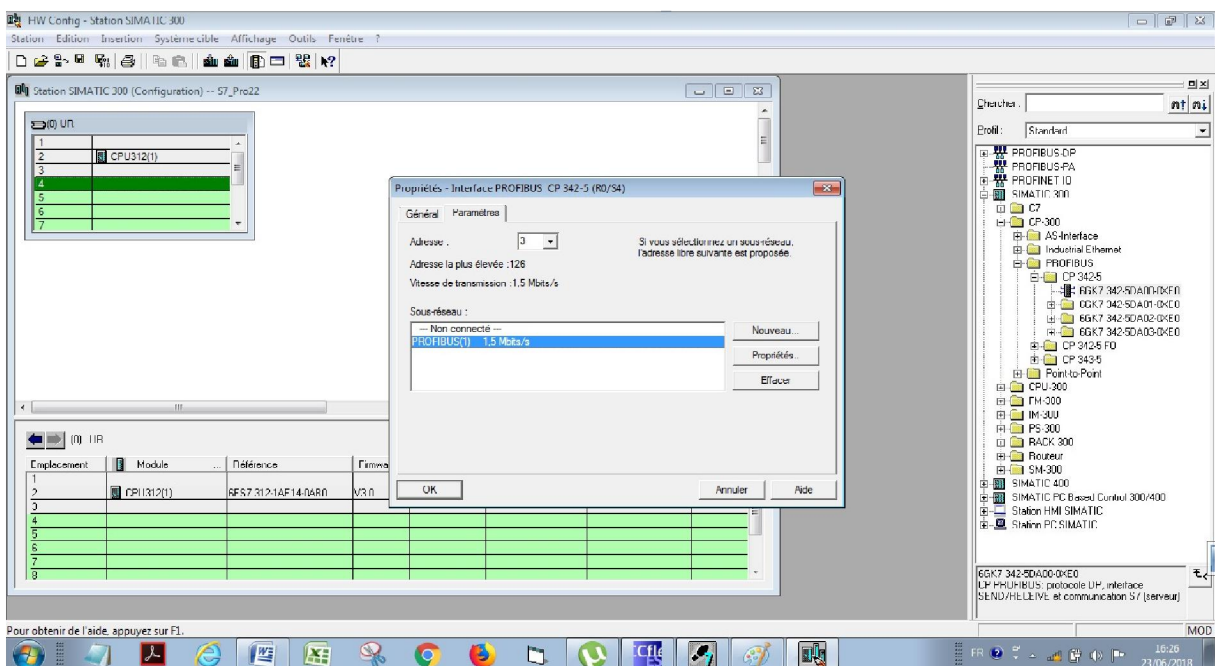 HW Config - Station SIMATIC 300
Station Edition Insertion Système cible Affichage Outils Fenêtre ?
Station SIMATIC 300 (Configuration) -- S7_Pro22
(0) UR
1
2 CPU312(1)
3
4
5
6
7
Propriétés - Interface PROFIBUS CP 342-5 (R0/S4)
Général Paramètres
Adresse : 3
Si vous sélectionnez un sous-réseau,
l'adresse libre suivante est proposée.
Adresse la plus élevée :126
Vitesse de transmission :1,5 Mbits/s
Sous-réseau :
--- Non connecté ---
PROFIBUS(1) 1,5 Mbits/s
Nouveau...
Propriétés...
Effacer
OK Annuler Aide
(0) UR
Emplacement Module ... Référence Firmwa
1
2 CPU312(1) 6ES7 312-1AE14-0AB0 V3.0
3
4
5
6
7
8
Chercher :
Profil : Standard
PROFIBUS-DP
PROFIBUS-PA
PROFINET IO
SIMATIC 300
C7
CP-300
AS-Interface
Industrial Ethernet
PROFIBUS
CP 342-5
6GK7 342-5DA00-0XE0
6GK7 342-5DA01-0XE0
6GK7 342-5DA02-0XE0
6GK7 342-5DA03-0XE0
CP 342-5 FO
CP 343-5
Point-to-Point
CPU-300
FM-300
IM-300
PS-300
RACK 300
Routeur
SM-300
SIMATIC 400
SIMATIC PC Based Control 300/400
Station HMI SIMATIC
Station PC SIMATIC
6GK7 342-5DA00-0XE0
CP PROFIBUS: protocole DP, interface
SEND/RECEIVE et communication S7 (serveur)
Pour obtenir de l'aide, appuyez sur F1.
MOD
FR
16:26
23/06/2018